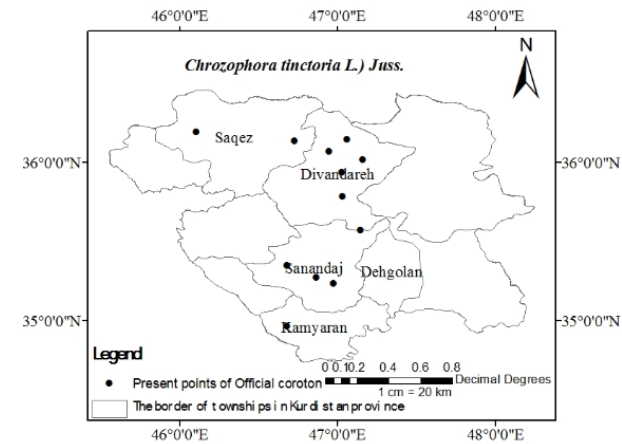 46°0'0"E 47°0'0"E 48°0'0"E
N
Chrozophora tinctoria L.) Juss.
Saqez
36°0'0"N 36°0'0"N
Divandareh
Sanandaj Dehgolan
35°0'0"N 35°0'0"N
Kamyaran
Legend
0 0.10.2 0.4 0.6 0.8
Decimal Degrees
Present points of Official coroton
1 cm = 20 km
The border of townships in Kurdistan province
46°0'0"E 47°0'0"E 48°0'0"E